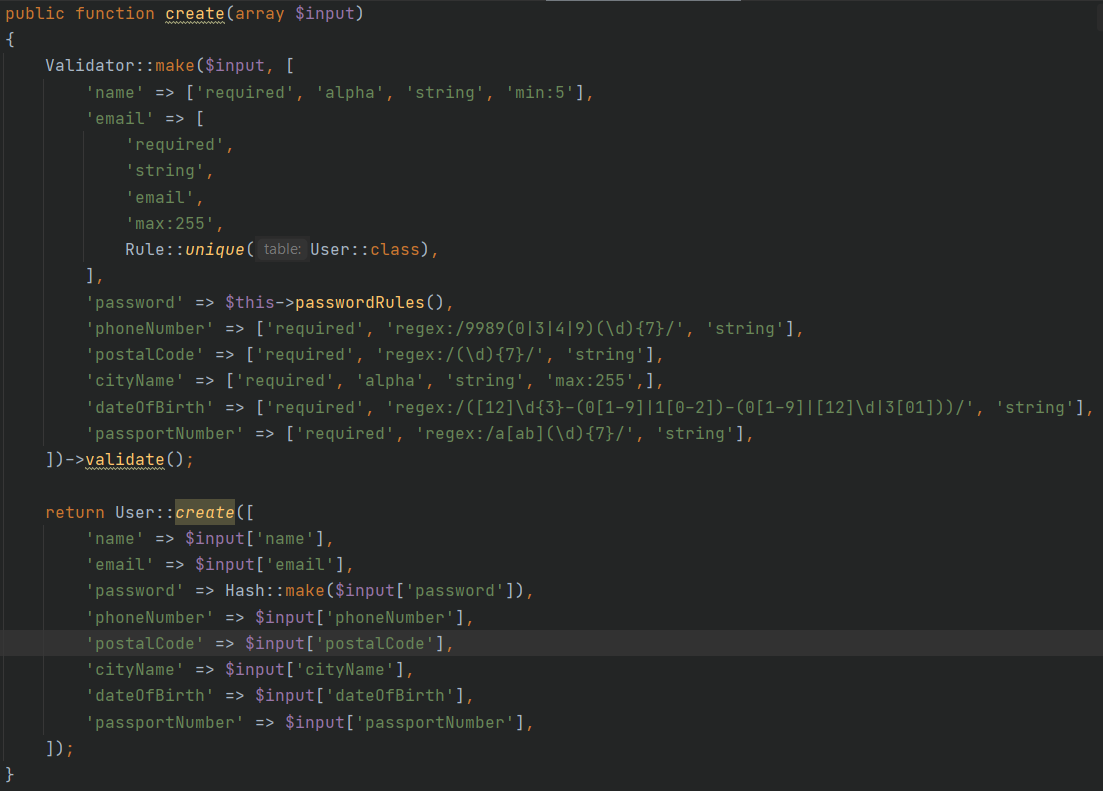 public function create(array $input)
{
    Validator::make($input, [
        'name' => ['required', 'alpha', 'string', 'min:5'],
        'email' => [
            'required',
            'string',
            'email',
            'max:255',
            Rule::unique( table: User::class),
        ],
        'password' => $this->passwordRules(),
        'phoneNumber' => ['required', 'regex:/9989(0|3|4|9)(\d){7}/', 'string'],
        'postalCode' => ['required', 'regex:/(\d){7}/', 'string'],
        'cityName' => ['required', 'alpha', 'string', 'max:255',],
        'dateOfBirth' => ['required', 'regex:/([12]\d{3}-(0[1-9]|1[0-2])-(0[1-9]|[12]\d|3[01]))/', 'string'],
        'passportNumber' => ['required', 'regex:/a[ab](\d){7}/', 'string'],
    ])->validate();

    return User::create([
        'name' => $input['name'],
        'email' => $input['email'],
        'password' => Hash::make($input['password']),
        'phoneNumber' => $input['phoneNumber'],
        'postalCode' => $input['postalCode'],
        'cityName' => $input['cityName'],
        'dateOfBirth' => $input['dateOfBirth'],
        'passportNumber' => $input['passportNumber'],
    ]);
}